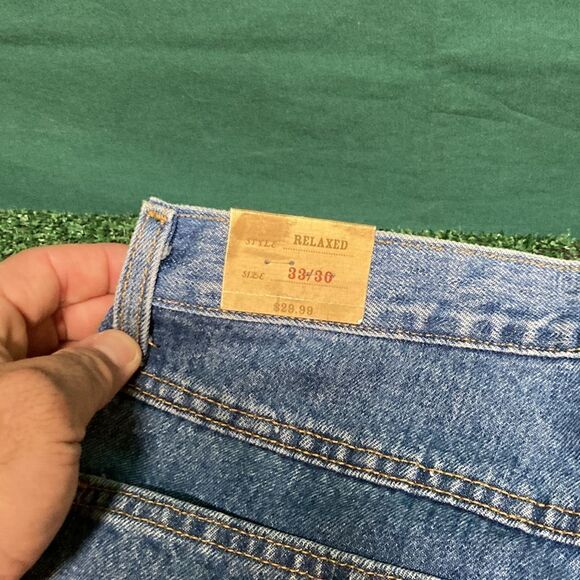 STYLE RELAXED
SIZE 33/30
$29.99